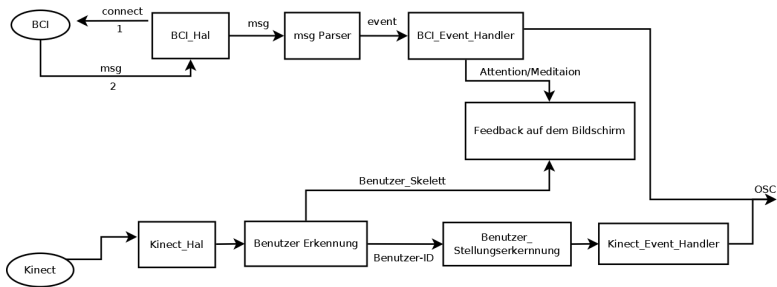 connect
BCI
1
BCI_Hal
msg
msg Parser
event
BCI_Event_Handler
msg
2
Attention/Meditaion
Feedback auf dem Bildschirm
Benutzer_Skelett
OSC
Kinect_Hal
Benutzer Erkennung
Benutzer_
Stellungserkernnung
Kinect_Event_Handler
Benutzer-ID
Kinect